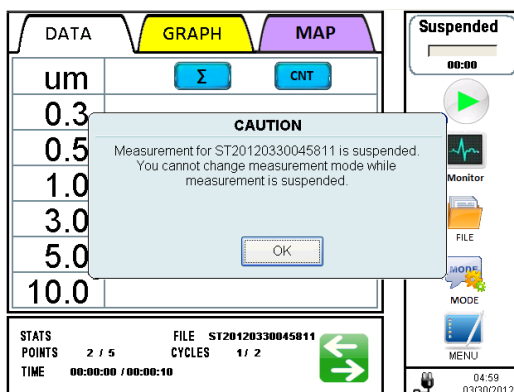 DATA GRAPH MAP
um Σ CNT
0.3
0.5
1.0
3.0
5.0
10.0
CAUTION
Measurement for ST20120330045811 is suspended.
You cannot change measurement mode while
measurement is suspended.
OK
STATS FILE ST20120330045811
POINTS 2 / 5 CYCLES 1 / 2
TIME 00:00:00 / 00:00:10
Suspended
00:00
Monitor
FILE
MODE
MODE
MENU
04:59
03/30/2012